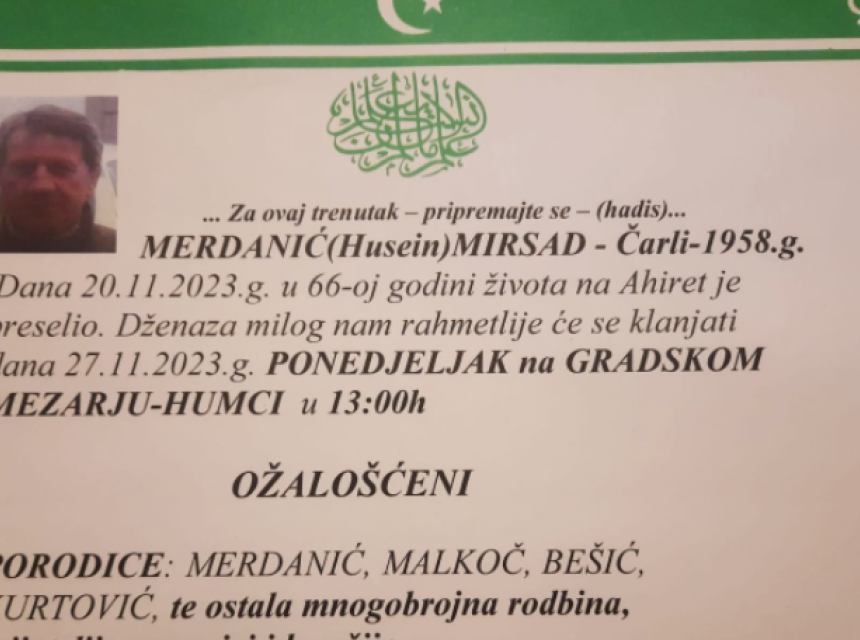 ... Za ovaj trenutak – pripremajte se – (hadis)...
MERDANIĆ(Husein)MIRSAD - Čarli-1958.g.
Dana 20.11.2023.g. u 66-oj godini života na Ahiret je
preselio. Dženaza milog nam rahmetlije će se klanjati
dana 27.11.2023.g. PONEDJELJAK na GRADSKOM
MEZARJU-HUMCI u 13:00h
OŽALOŠĆENI
PORODICE: MERDANIĆ, MALKOČ, BEŠIĆ,
KURTOVIĆ, te ostala mnogobrojna rodbina,